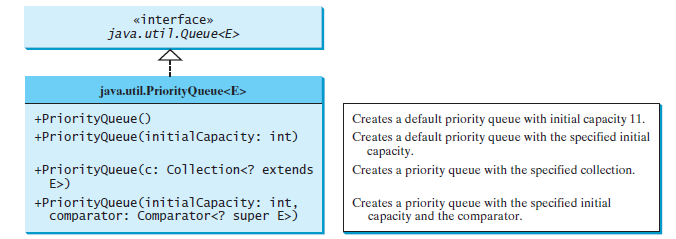 «interface»
java.util.Queue<E>
java.util.PriorityQueue<E>
+PriorityQueue()
+PriorityQueue(initialCapacity: int)
+PriorityQueue(c: Collection<? extends
E>)
+PriorityQueue(initialCapacity: int,
comparator: Comparator<? super E>)
Creates a default priority queue with initial capacity 11.
Creates a default priority queue with the specified initial
capacity.
Creates a priority queue with the specified collection.
Creates a priority queue with the specified initial
capacity and the comparator.